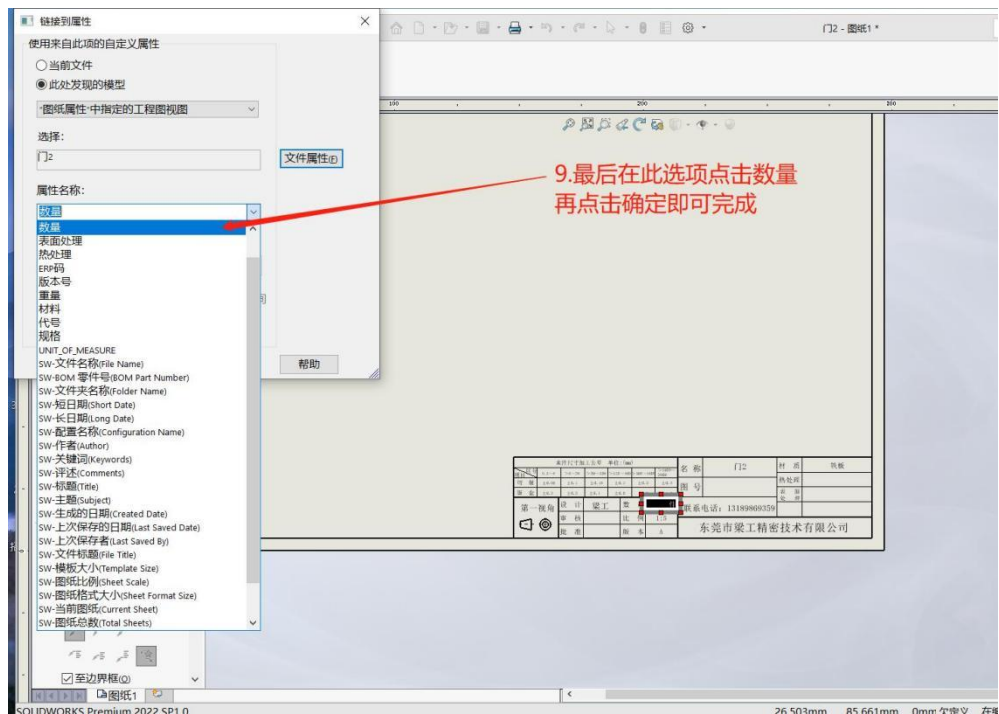 链接到属性
门2 - 图纸1 *
使用来自此项的自定义属性
当前文件
此处发现的模型
"图纸属性"中指定的工程图视图
选择:
门2
文件属性(F)
属性名称:
数量
数量
表面处理
热处理
ERP码
版本号
重量
材料
代号
规格
UNIT_OF_MEASURE
SW-文件名称(File Name)
SW-BOM 零件号(BOM Part Number)
SW-文件夹名称(Folder Name)
SW-短日期(Short Date)
SW-长日期(Long Date)
SW-配置名称(Configuration Name)
SW-作者(Author)
SW-关键词(Keywords)
SW-评述(Comments)
SW-标题(Title)
SW-主题(Subject)
SW-生成的日期(Created Date)
SW-上次保存的日期(Last Saved Date)
SW-上次保存者(Last Saved By)
SW-文件标题(File Title)
SW-模板大小(Template Size)
SW-图纸比例(Sheet Scale)
SW-图纸格式大小(Sheet Format Size)
SW-当前图纸(Current Sheet)
SW-图纸总数(Total Sheets)
帮助
100
200
9.最后在此选项点击数量
再点击确定即可完成
名 称 门2 材 质 铁板
图 号 热处理
第一视角 设 计 梁工 数 联系电话: 13189869359
审 核 比 例 1:5
批 准 版 本 A 东莞市梁工精密技术有限公司
至边界框(O)
图纸1
SOLIDWORKS Premium 2022 SP1.0
26.503mm 85.661mm 0mm 欠定义